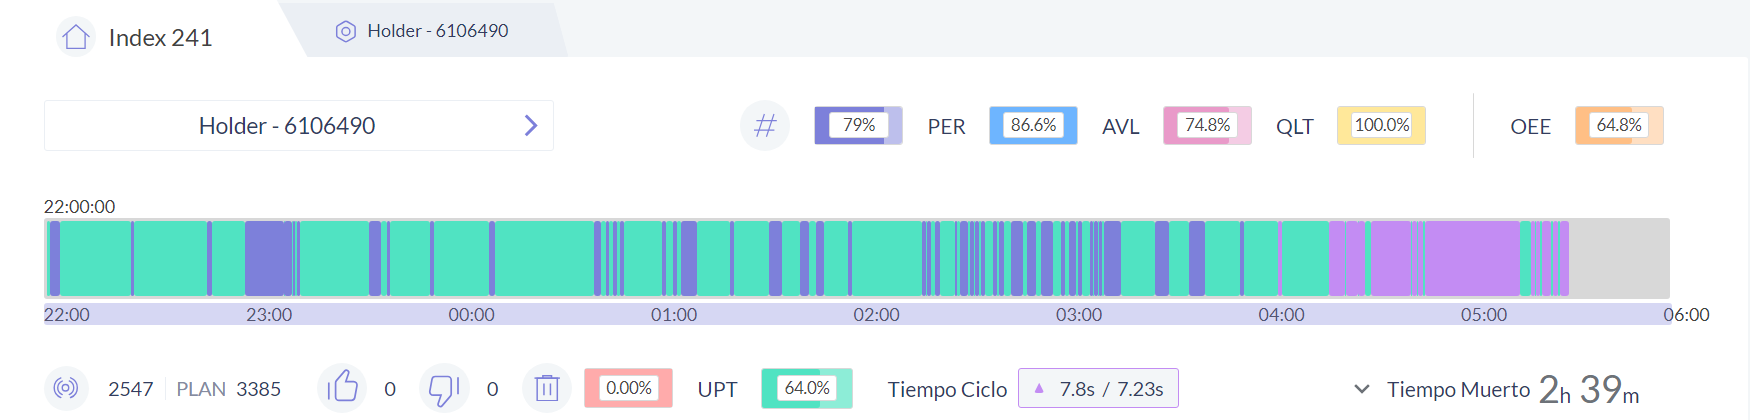 Index 241
Holder - 6106490
Holder - 6106490
# 79% PER 86.6% AVL 74.8% QLT 100.0% OEE 64.8%
22:00:00
22:00 23:00 00:00 01:00 02:00 03:00 04:00 05:00 06:00
2547 PLAN 3385 0 0 0.00% UPT 64.0% Tiempo Ciclo 7.8s / 7.23s Tiempo Muerto 2h 39m